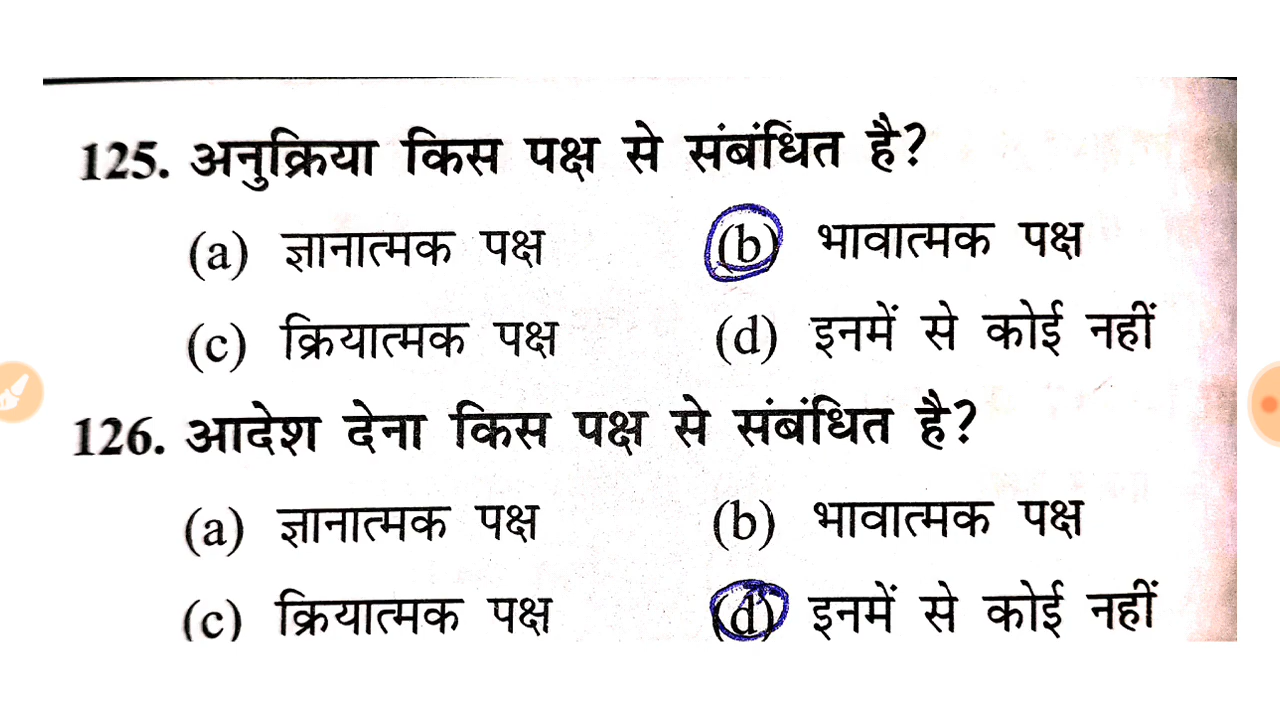 125. अनुक्रिया किस पक्ष से संबंधित है?
(a) ज्ञानात्मक पक्ष (b) भावात्मक पक्ष
(c) क्रियात्मक पक्ष (d) इनमें से कोई नहीं
126. आदेश देना किस पक्ष से संबंधित है?
(a) ज्ञानात्मक पक्ष (b) भावात्मक पक्ष
(c) क्रियात्मक पक्ष (d) इनमें से कोई नहीं